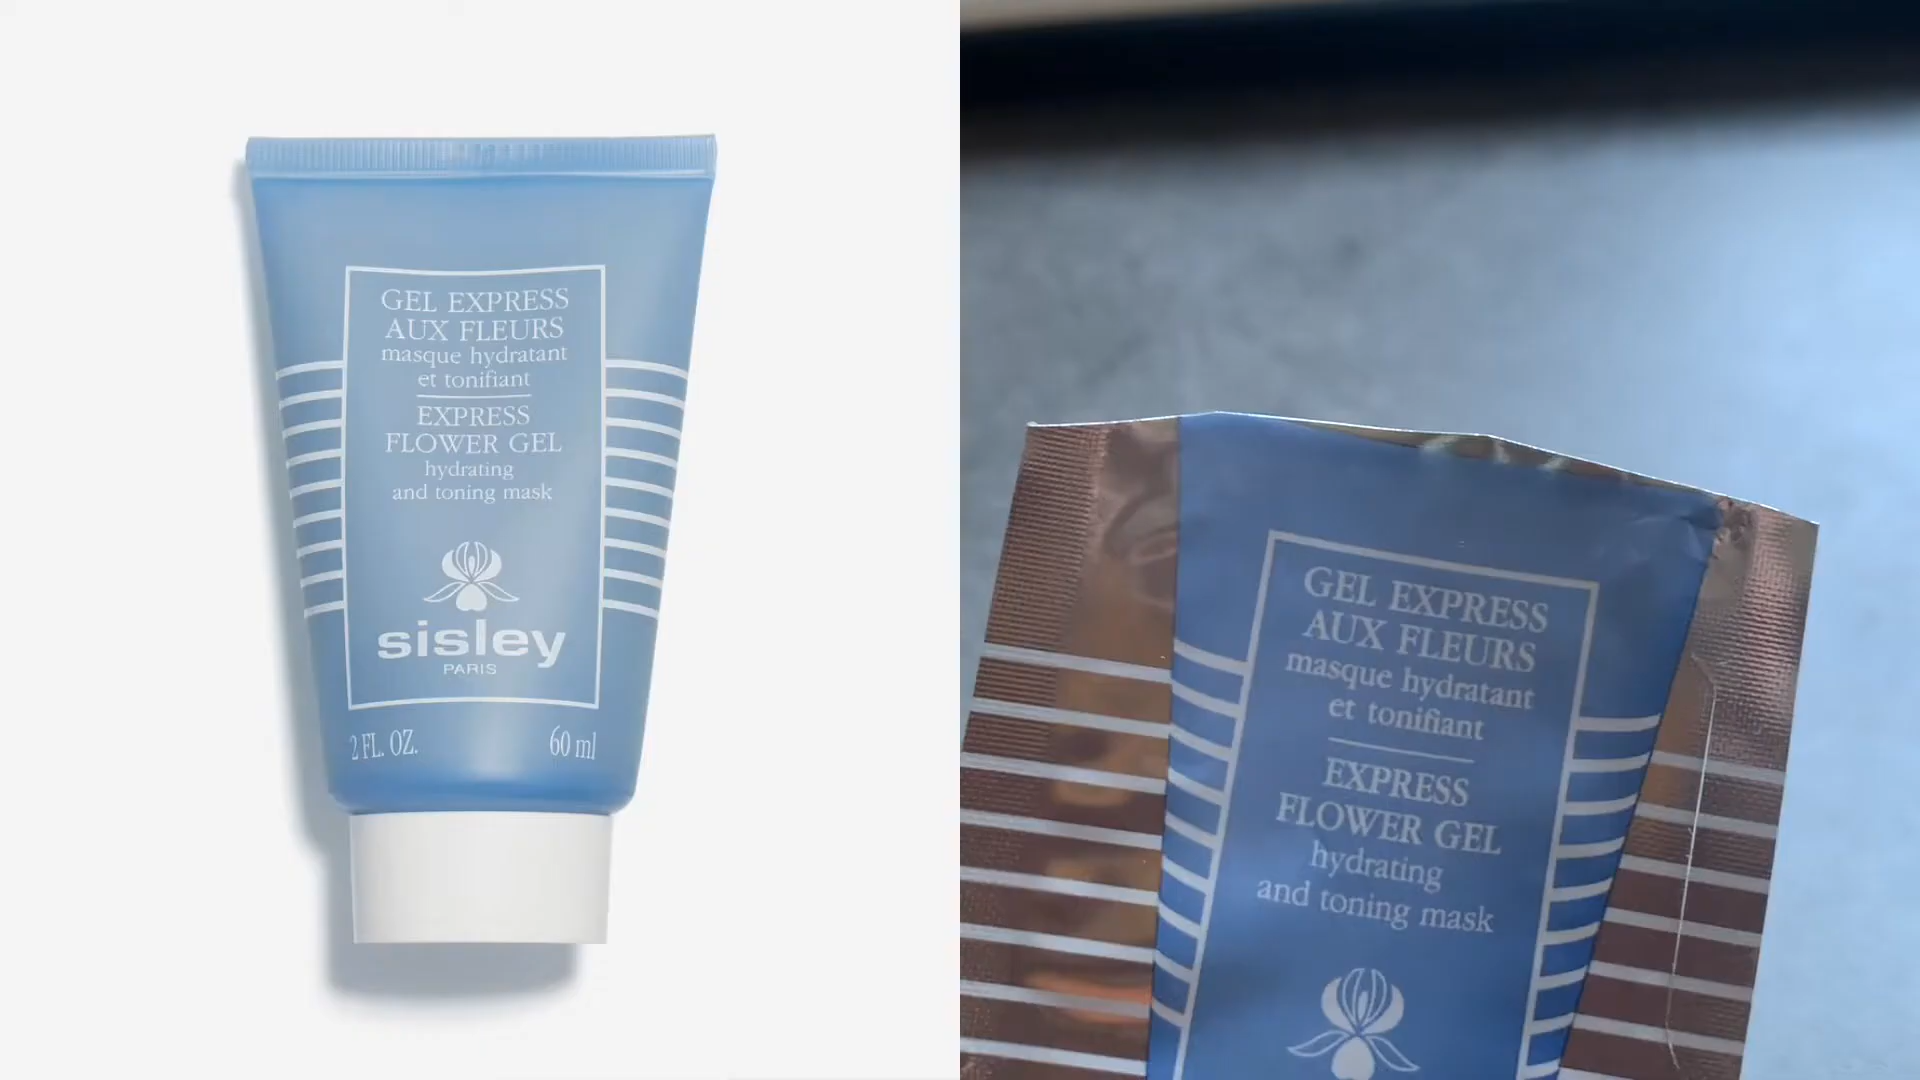 GEL EXPRESS
AUX FLEURS
masque hydratant
et tonifiant
EXPRESS
FLOWER GEL
hydrating
and toning mask
sisley
PARIS
2 FL. OZ.
60 ml
GEL EXPRESS
AUX FLEURS
masque hydratant
et tonifiant
EXPRESS
FLOWER GEL
hydrating
and toning mask